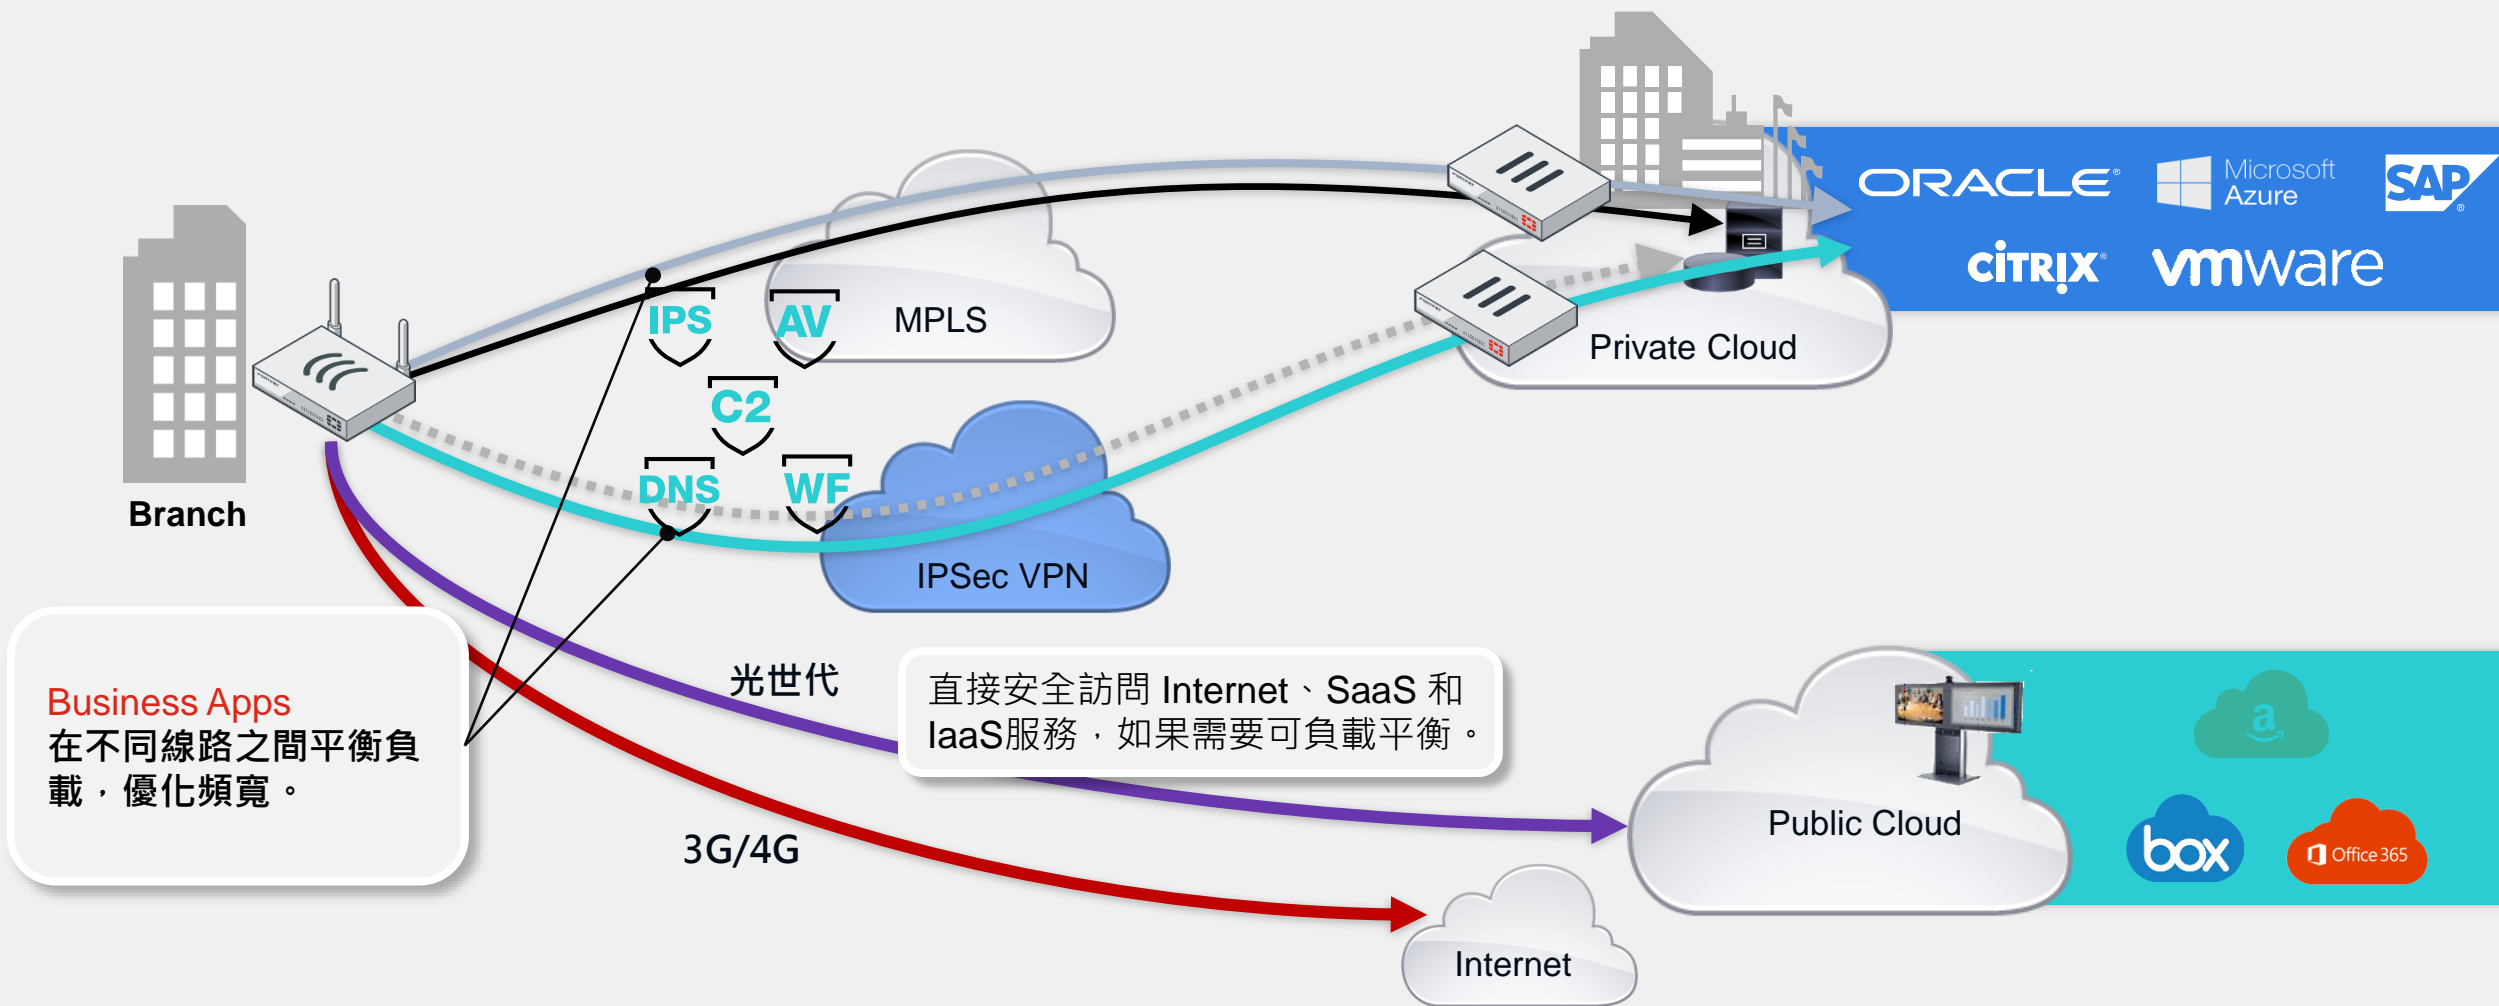 ORACLE
Microsoft
Azure
SAP
CiTRIX
vmware
IPS
AV
MPLS
Private Cloud
C2
DNS
WF
Branch
IPSec VPN
Business Apps
在不同線路之間平衡負
載，優化頻寬。
光世代
直接安全訪問 Internet、SaaS 和
IaaS服務，如果需要可負載平衡。
a
Public Cloud
3G/4G
box
Office 365
Internet